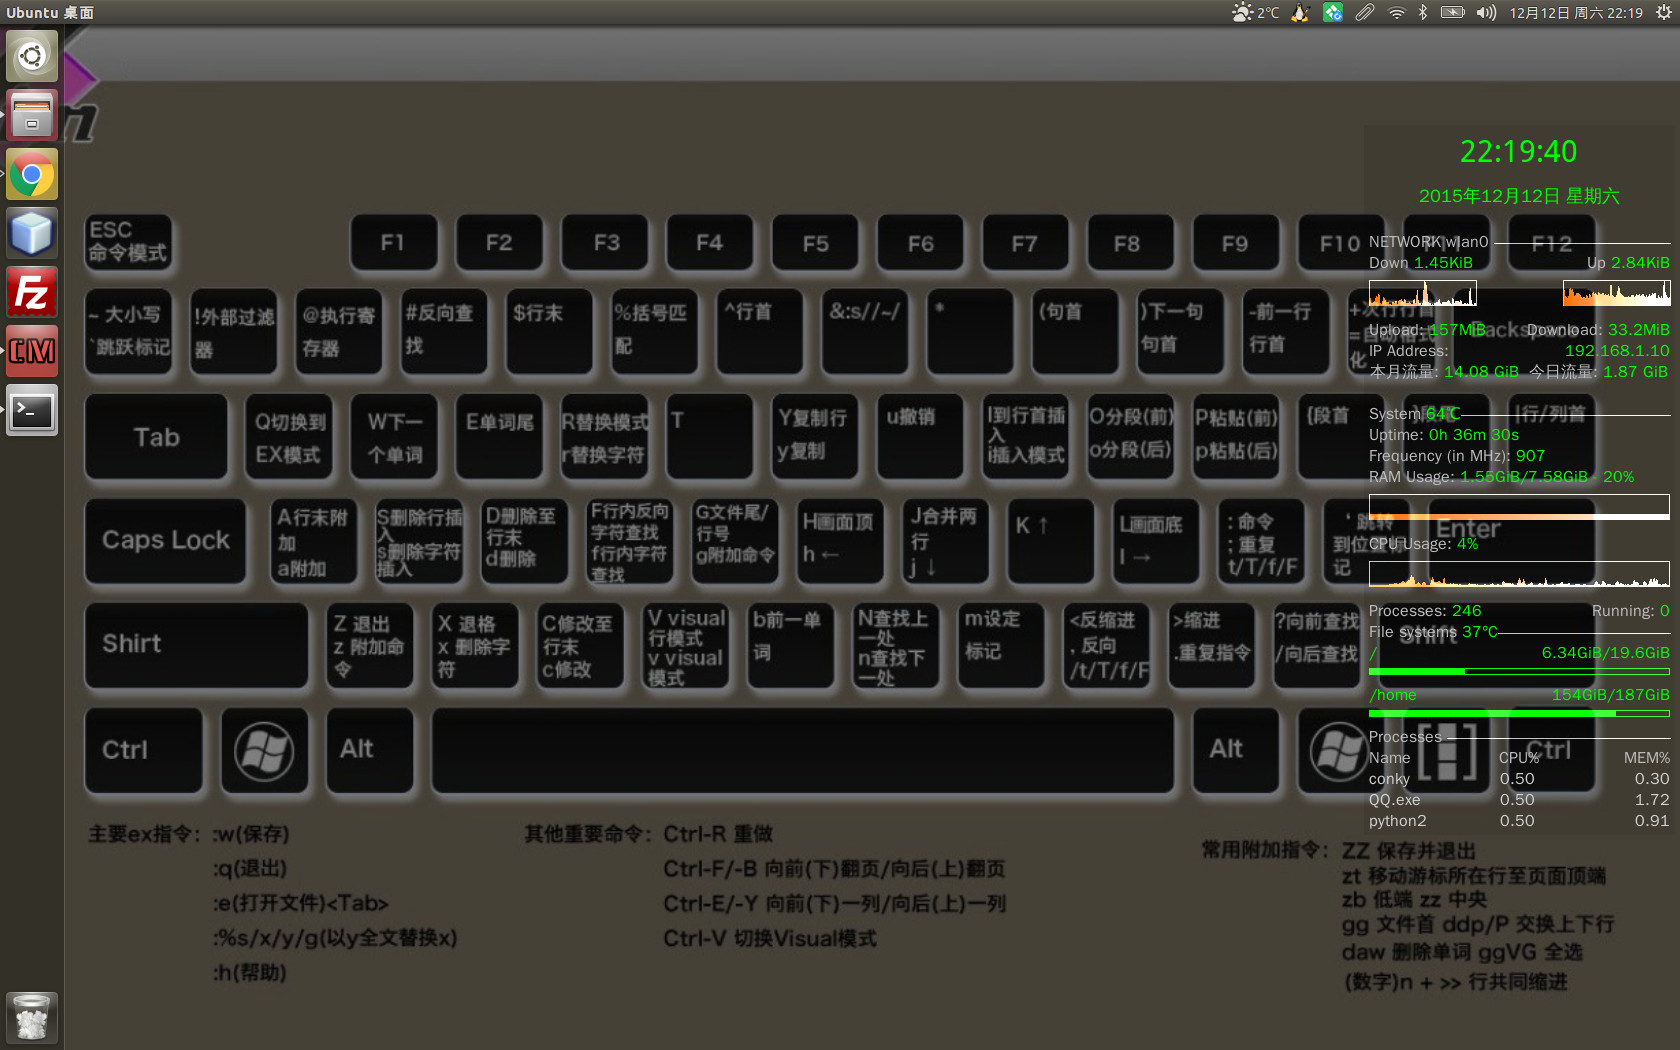 Ubuntu 桌面
2°C
12月12日 周六 22:19
n
22:19:40
2015年12月12日 星期六
ESC
命令模式
F1
F2
F3
F4
F5
F6
F7
F8
F9
F10
F12
NETWORK wlan0
Down 1.45KiB
Up 2.84KiB
Upload: 157MiB
Download: 33.2MiB
IP Address:
192.168.1.10
本月流量: 14.08 GiB
今日流量: 1.87 GiB
~ 大小写
`跳跃标记
!外部过滤
器
@执行寄
存器
#反向查
找
$行末
%括号匹
配
^行首
&:s//~/
*
(句首
)下一句
句首
-前一行
行首
+次行行首
=自动格式
化
Backspace
Tab
Q切换到
EX模式
W下一
个单词
E单词尾
R替换模式
r替换字符
T
Y复制行
y复制
u撤销
I到行首插
入
i插入模式
O分段(前)
o分段(后)
P粘贴(前)
p粘贴(后)
{段首
|行/列首
System 64°C
Uptime: 0h 36m 30s
Frequency (in MHz): 907
RAM Usage: 1.55GiB/7.58GiB - 20%
CPU Usage: 4%
Caps Lock
A行末附
加
a附加
S删除行插
入
s删除字符
插入
D删除至
行末
d删除
F行内反向
字符查找
f行内字符
查找
G文件尾/
行号
g附加命令
H画面顶
h ←
J合并两
行
j ↓
K ↑
L画面底
l →
: 命令
; 重复
t/T/f/F
' 跳转
到位
记
Enter
Processes: 246
Running: 0
File systems 37°C
/
6.34GiB/19.6GiB
/home
154GiB/187GiB
Shirt
Z 退出
z 附加命
令
X 退格
x 删除字
符
C修改至
行末
c修改
V visual
行模式
v visual
模式
b前一单
词
N查找上
一处
n查找下
一处
m设定
标记
<反缩进
, 反向
/t/T/f/F
>缩进
.重复指令
?向前查找
/向后查找
Shift
Ctrl
Alt
Alt
Ctrl
Processes
Name CPU% MEM%
conky 0.50 0.30
QQ.exe 0.50 1.72
python2 0.50 0.91
主要ex指令: :w(保存)
:q(退出)
:e(打开文件)<Tab>
:%s/x/y/g(以y全文替换x)
:h(帮助)
其他重要命令: Ctrl-R 重做
Ctrl-F/-B 向前(下)翻页/向后(上)翻页
Ctrl-E/-Y 向前(下)一列/向后(上)一列
Ctrl-V 切换Visual模式
常用附加指令: ZZ 保存并退出
zt 移动游标所在行至页面顶端
zb 低端 zz 中央
gg 文件首 ddp/P 交换上下行
daw 删除单词 ggVG 全选
(数字)n + >> 行共同缩进